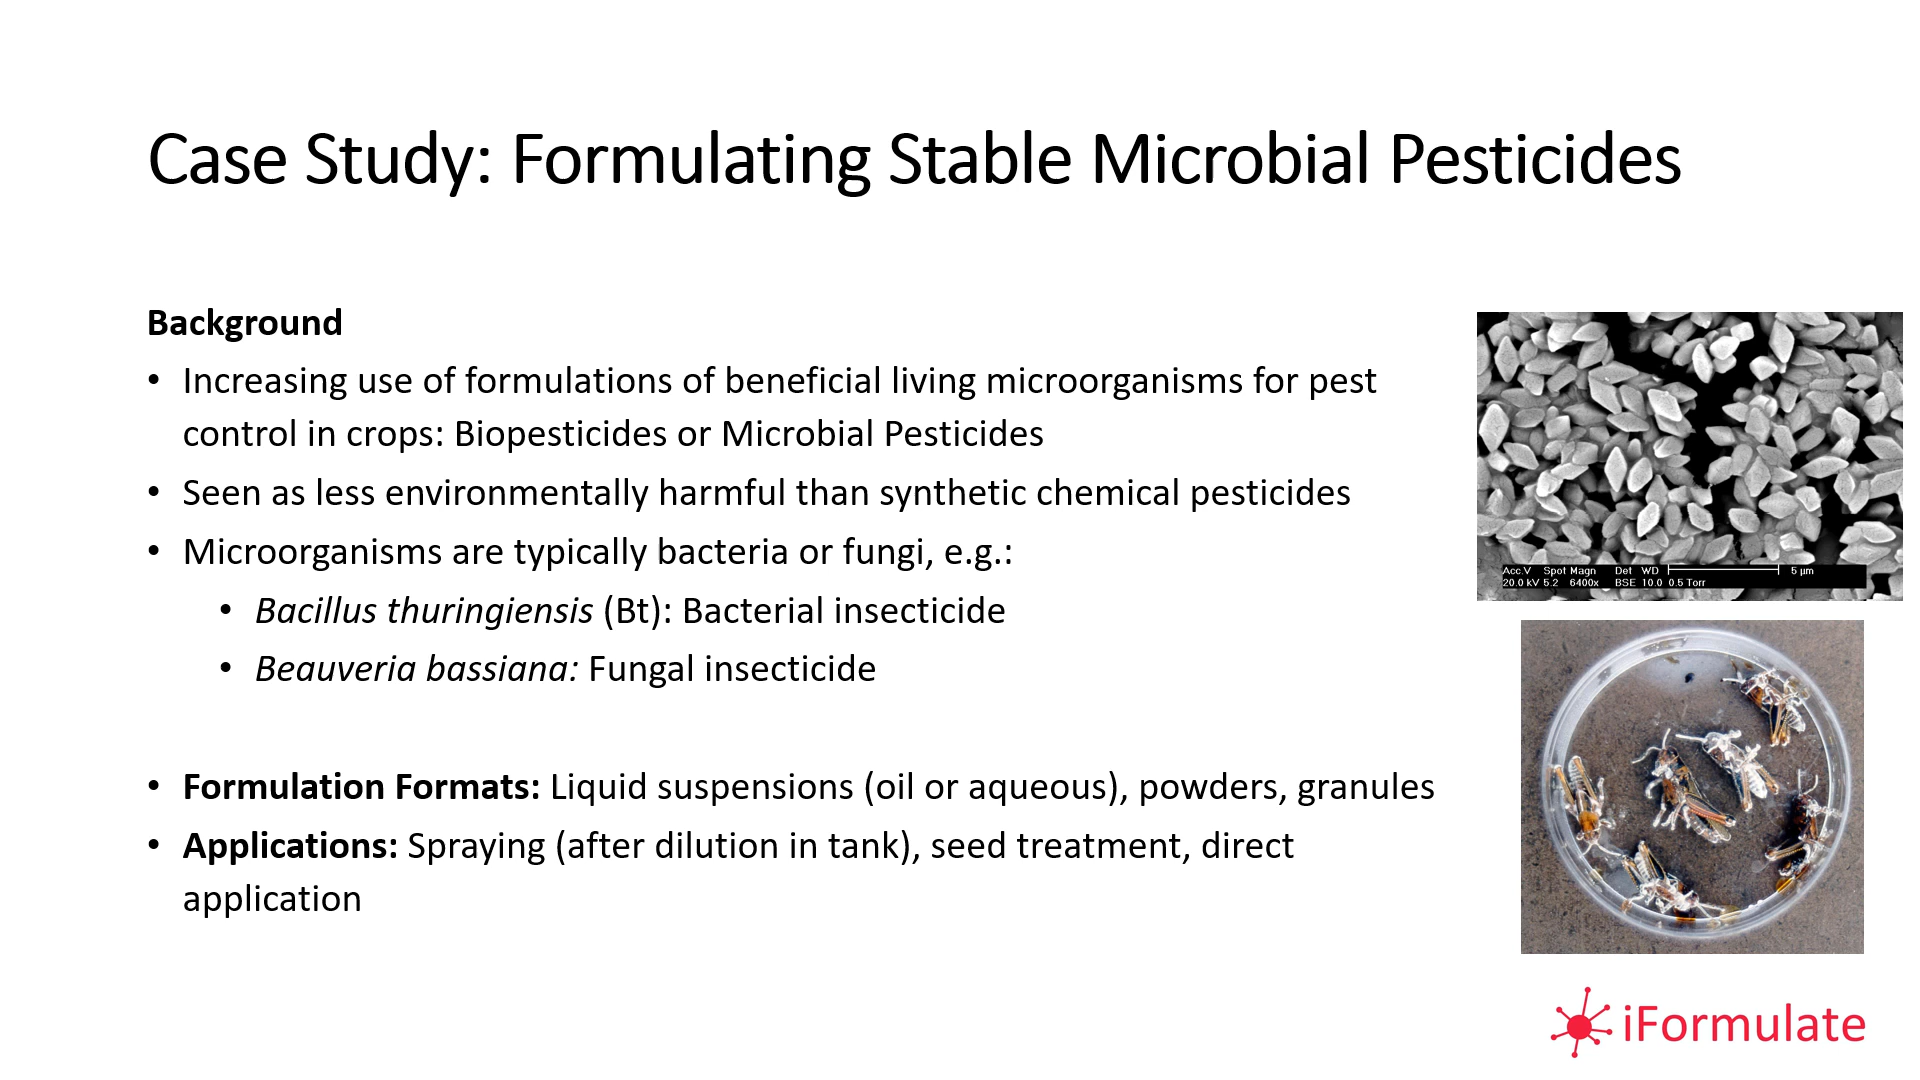 Case Study: Formulating Stable Microbial Pesticides
Background
• Increasing use of formulations of beneficial living microorganisms for pest
control in crops: Biopesticides or Microbial Pesticides
• Seen as less environmentally harmful than synthetic chemical pesticides
• Microorganisms are typically bacteria or fungi, e.g.:
• Bacillus thuringiensis (Bt): Bacterial insecticide
• Beauveria bassiana: Fungal insecticide
• Formulation Formats: Liquid suspensions (oil or aqueous), powders, granules
• Applications: Spraying (after dilution in tank), seed treatment, direct
application
Acc.V Spot Magn Det WD 5 µm
20.0 kV 5.2 6400x BSE 10.0 0.5 Torr
iFormulate